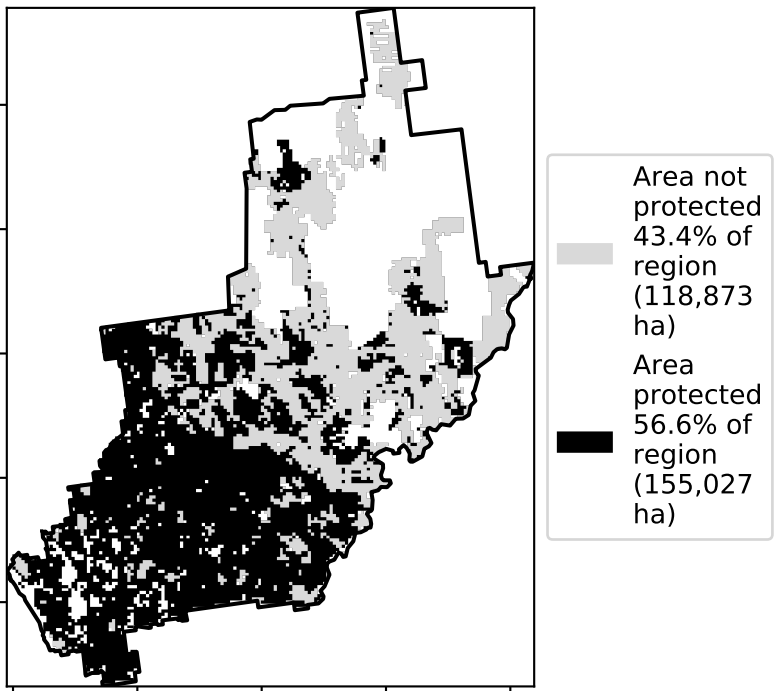 Area not
protected
43.4% of
region
(118,873
ha)
Area
protected
56.6% of
region
(155,027
ha)